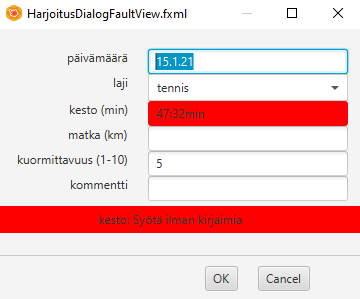 HarjoitusDialogFaultView.fxml
päivämäärä 15.1.21
laji tennis
kesto (min) 47:32min
matka (km)
kuormittavuus (1-10) 5
kommentti
kesto: Syötä ilman kirjaimia
OK Cancel